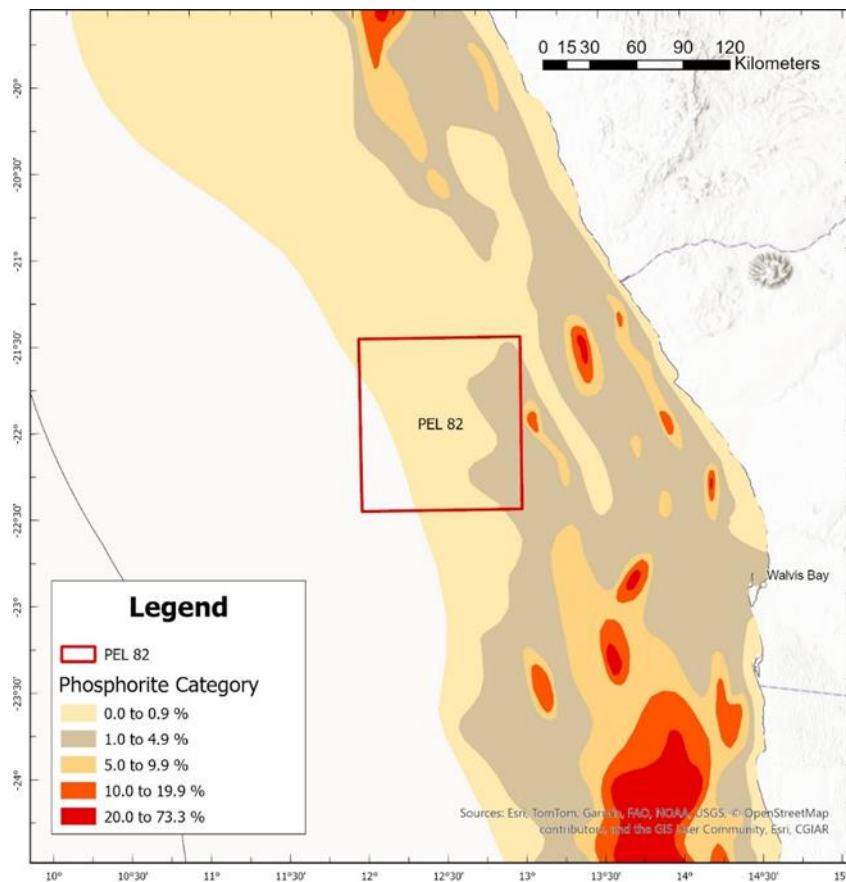 0 15 30 60 90 120
Kilometers
-20°
-20°30'
-21°
-21°30'
-22°
-22°30'
-23°
-23°30'
-24°
PEL 82
Walvis Bay
Legend
PEL 82
Phosphorite Category
0.0 to 0.9 %
1.0 to 4.9 %
5.0 to 9.9 %
10.0 to 19.9 %
20.0 to 73.3 %
Sources: Esri, TomTom, Garmin, FAO, NOAA, USGS, © OpenStreetMap
contributors, and the GIS User Community, Esri, CGIAR
10° 10°30' 11° 11°30' 12° 12°30' 13° 13°30' 14° 14°30' 15